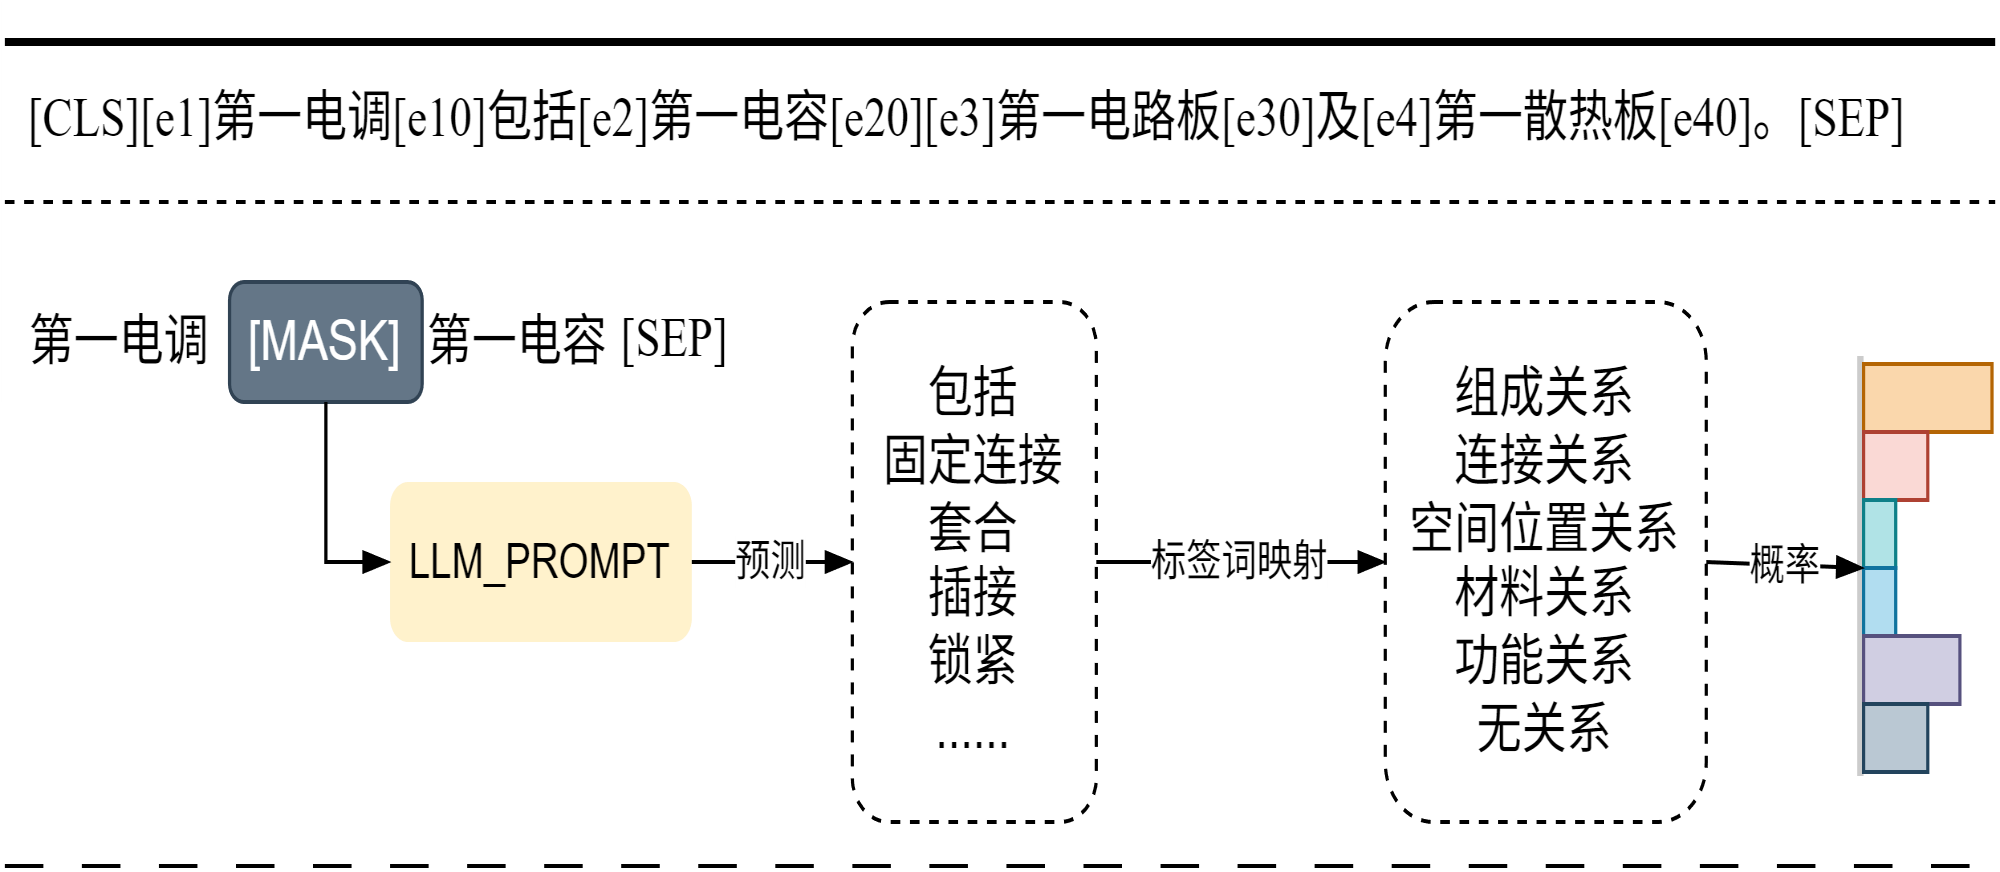 [CLS][e1]第一电调[e10]包括[e2]第一电容[e20][e3]第一电路板[e30]及[e4]第一散热板[e40]。[SEP]
第一电调 [MASK] 第一电容 [SEP]
LLM_PROMPT
预测
包括
固定连接
套合
插接
锁紧
......
标签词映射
组成关系
连接关系
空间位置关系
材料关系
功能关系
无关系
概率